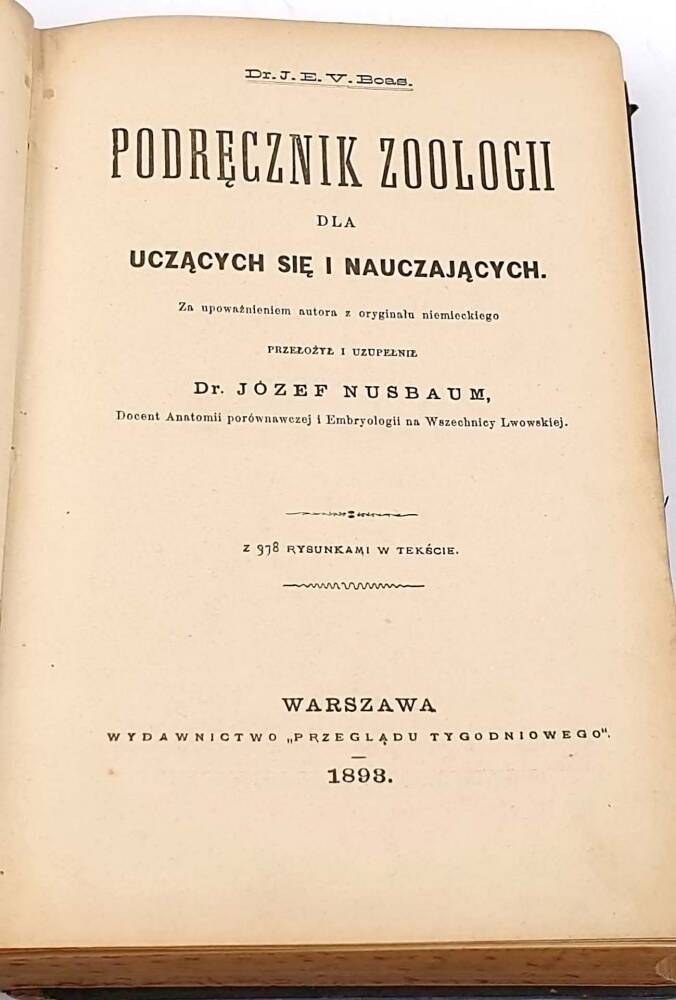 Dr. J. E. V. Boas.
PODRĘCZNIK ZOOLOGII
DLA
UCZĄCYCH SIĘ I NAUCZAJĄCYCH.
Za upoważnieniem autora z oryginału niemieckiego
PRZEŁOŻYŁ I UZUPEŁNIŁ
Dr. JÓZEF NUSBAUM,
Docent Anatomii porównawczej i Embryologii na Wszechnicy Lwowskiej.
Z 378 RYSUNKAMI W TEKŚCIE.
WARSZAWA
WYDAWNICTWO „PRZEGLĄDU TYGODNIOWEGO".
1893.